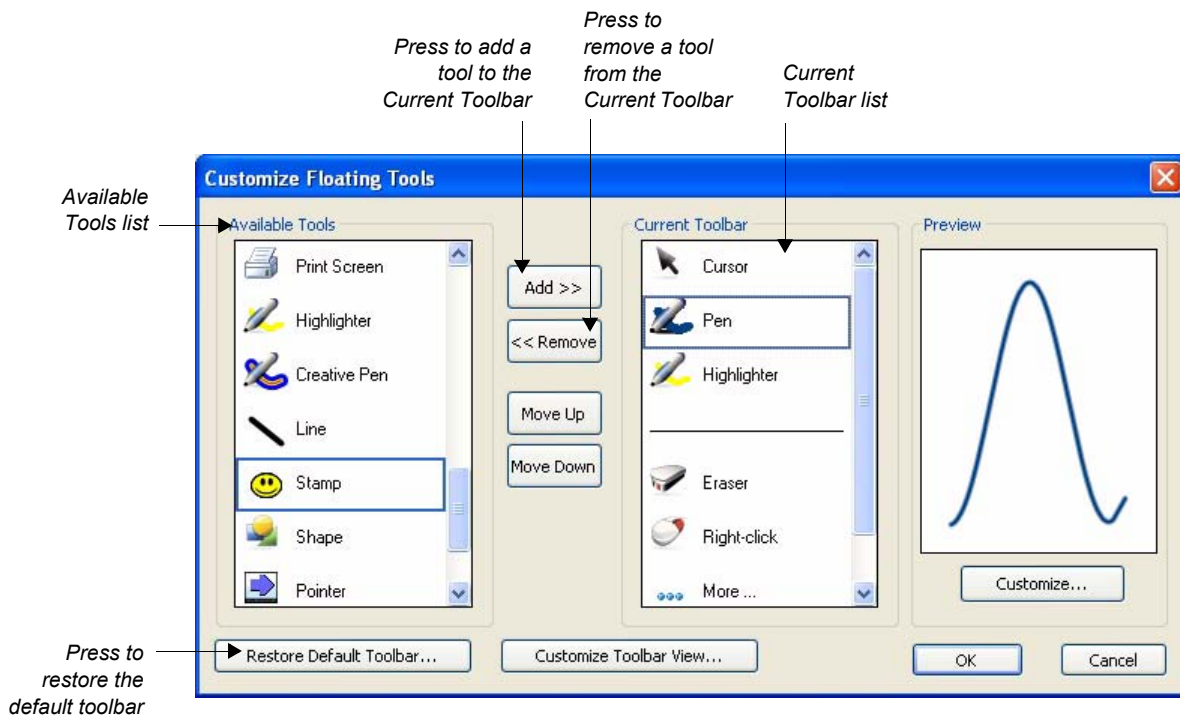 Press to add a
tool to the
Current Toolbar
Press to
remove a tool
from the
Current Toolbar
Current
Toolbar list
Available
Tools list
Customize Floating Tools
Available Tools
Print Screen
Highlighter
Creative Pen
Line
Stamp
Shape
Pointer
Add >>
<< Remove
Move Up
Move Down
Current Toolbar
Cursor
Pen
Highlighter
Eraser
Right-click
More ...
Preview
Customize...
Press to
restore the
default toolbar
Restore Default Toolbar...
Customize Toolbar View...
OK
Cancel